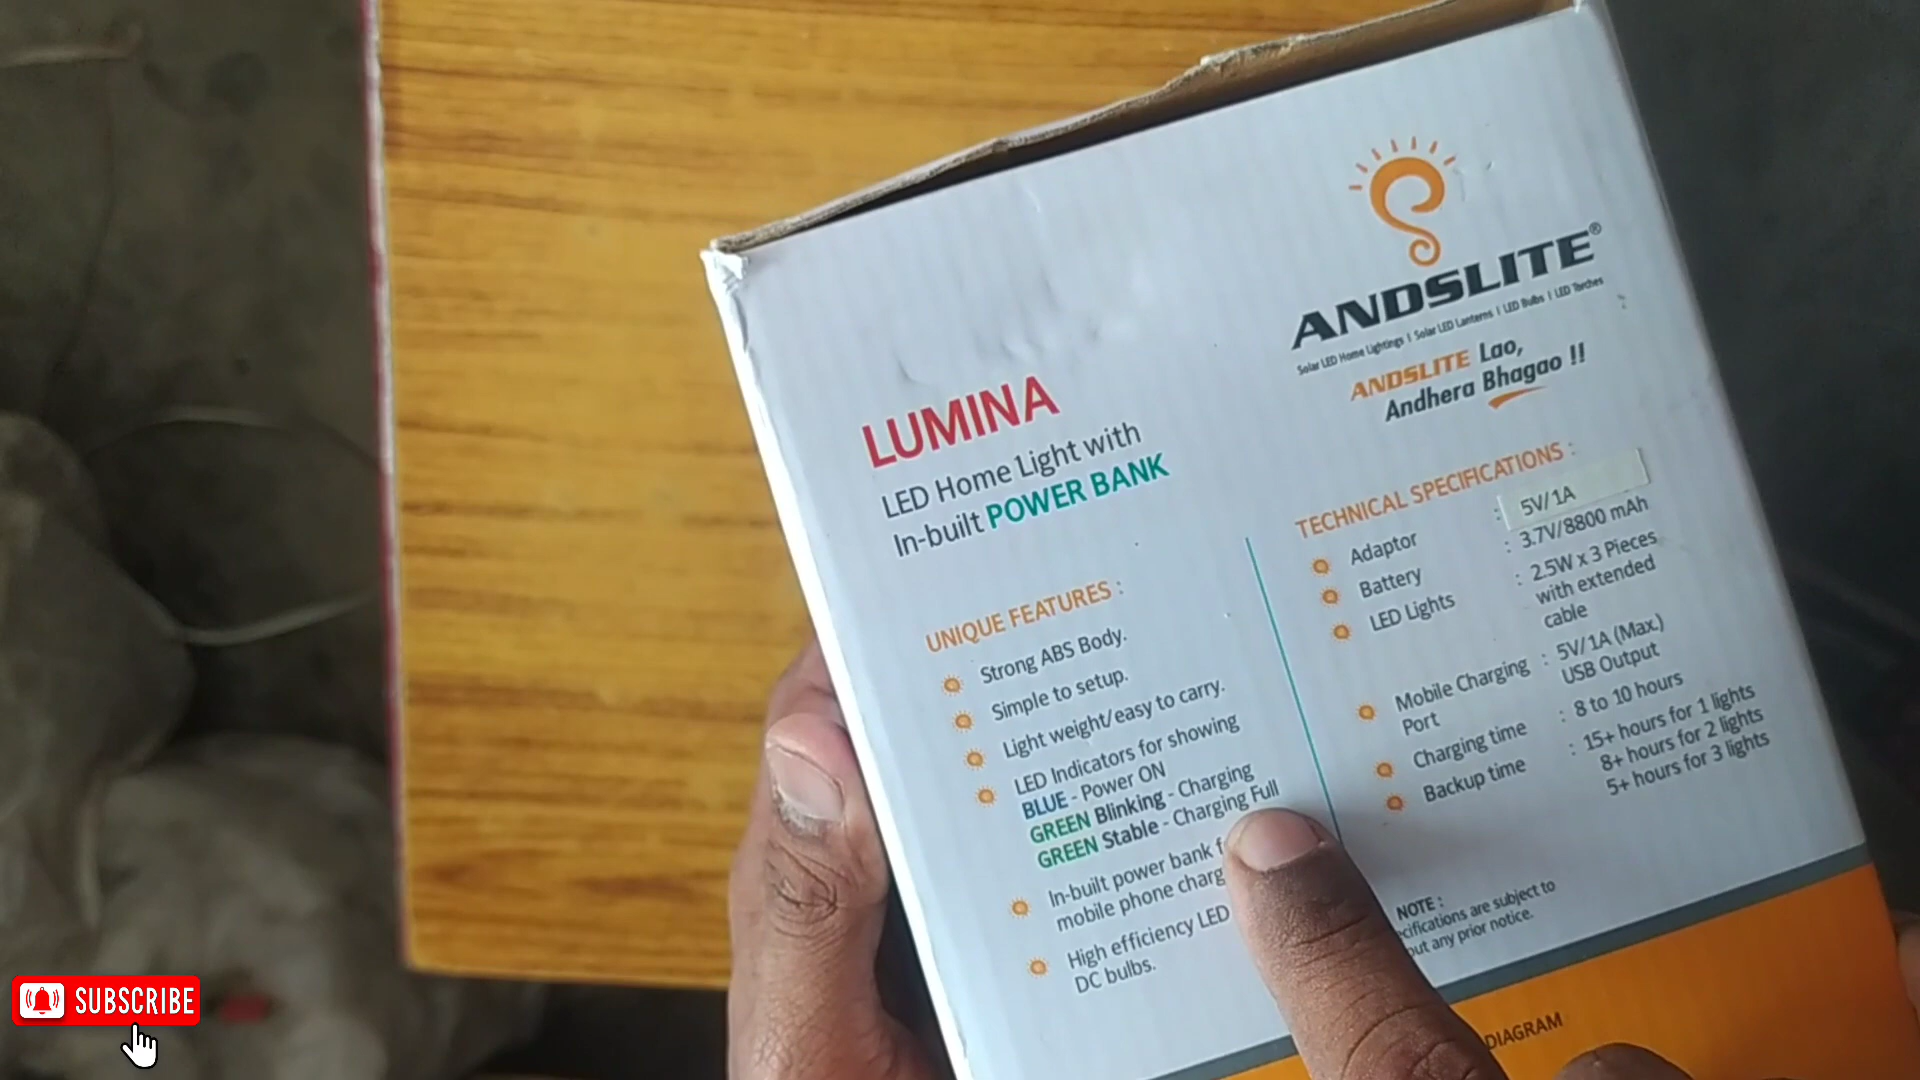 ANDSLITE®
Solar LED Home Lightings | Solar LED Lanterns | LED Bulbs | LED Torches
ANDSLITE Lao,
Andhera Bhagao !!
LUMINA
LED Home Light with
In-built POWER BANK
UNIQUE FEATURES :
Strong ABS Body.
Simple to setup.
Light weight/easy to carry.
LED Indicators for showing
BLUE - Power ON
GREEN Blinking - Charging
GREEN Stable - Charging Full
In-built power bank
mobile phone
High efficiency LED
DC bulbs.
TECHNICAL SPECIFICATIONS :
Adaptor : 5V/1A
Battery : 3.7V/8800 mAh
LED Lights : 2.5W x 3 Pieces
with extended
cable
Mobile Charging : 5V/1A (Max.)
Port USB Output
Charging time : 8 to 10 hours
Backup time : 15+ hours for 1 lights
8+ hours for 2 lights
5+ hours for 3 lights
NOTE :
are subject to
any prior notice.
DIAGRAM
SUBSCRIBE